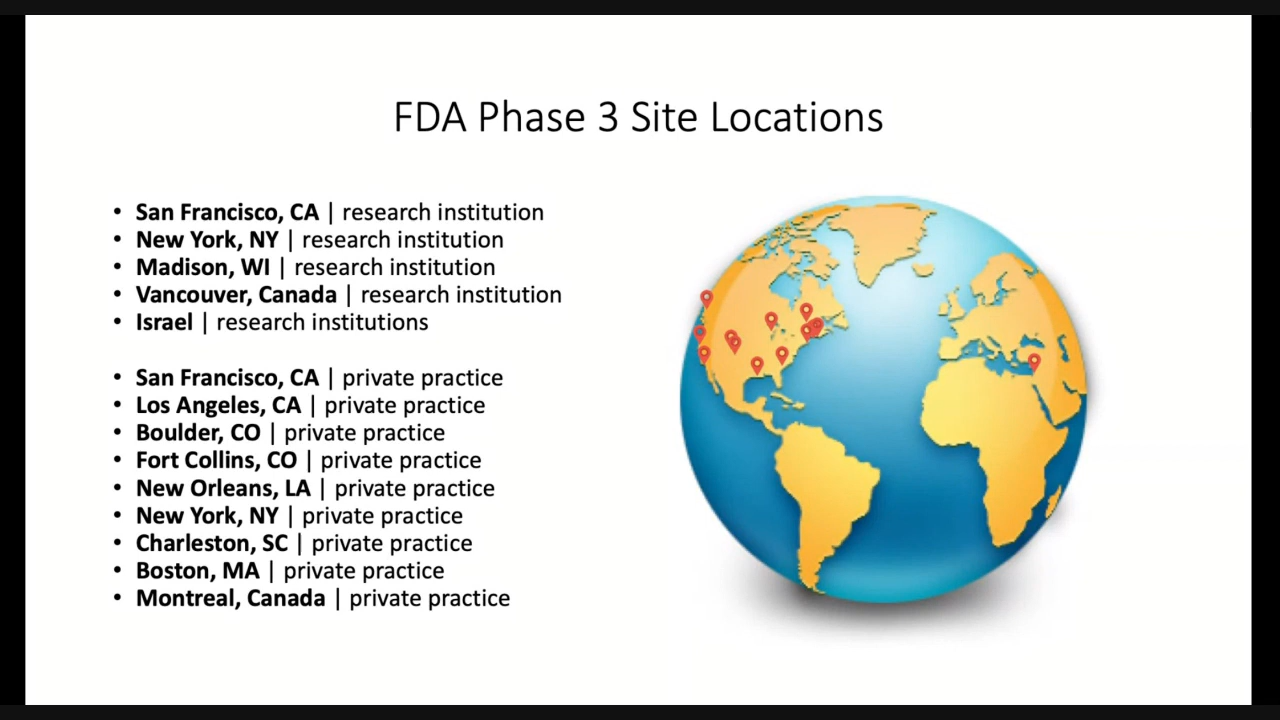 FDA Phase 3 Site Locations
• San Francisco, CA | research institution
• New York, NY | research institution
• Madison, WI | research institution
• Vancouver, Canada | research institution
• Israel | research institutions
• San Francisco, CA | private practice
• Los Angeles, CA | private practice
• Boulder, CO | private practice
• Fort Collins, CO | private practice
• New Orleans, LA | private practice
• New York, NY | private practice
• Charleston, SC | private practice
• Boston, MA | private practice
• Montreal, Canada | private practice